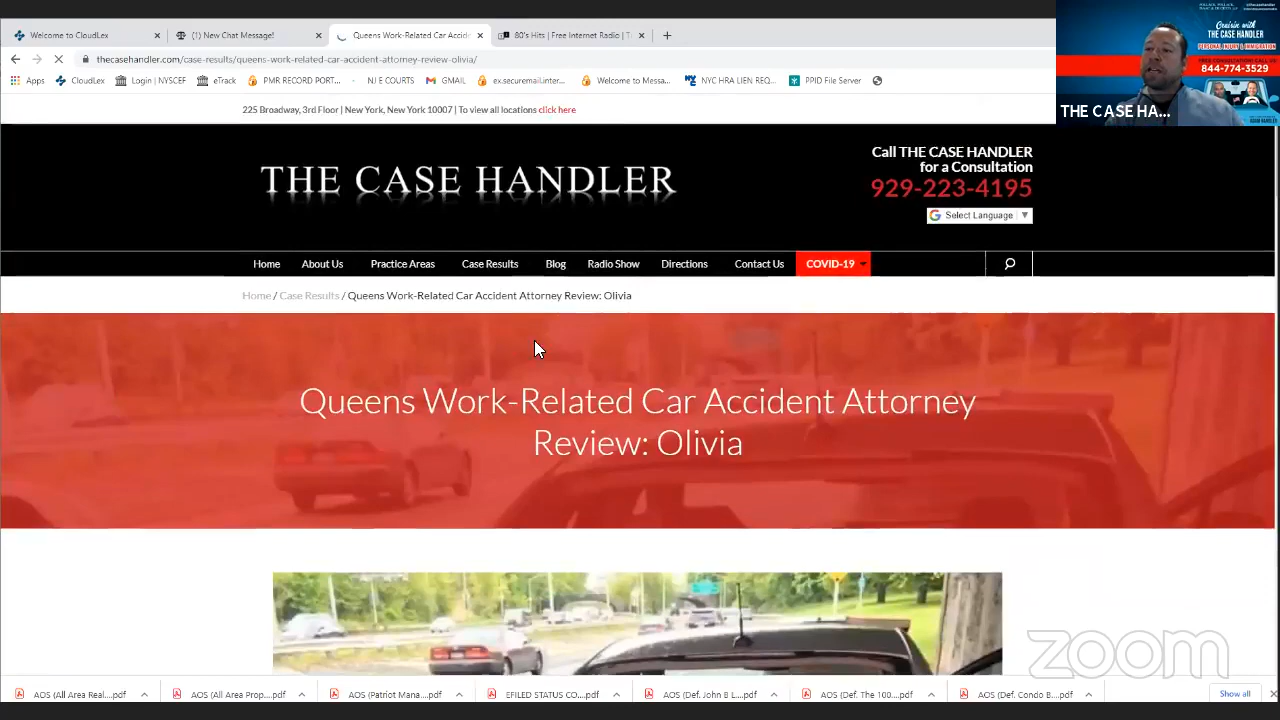 Welcome to CloudLex
(1) New Chat Message!
Queens Work-Related Car Accide
80's Hits | Free Internet Radio | T
thecasehandler.com/case-results/queens-work-related-car-accident-attorney-review-olivia/
Apps
CloudLex
Login | NYSCEF
eTrack
PMR RECORD PORT...
NJ E COURTS
GMAIL
Welcome to Messa...
NYC HRA LIEN REQ...
PPID File Server
Cruisin with
THE CASE HANDLER
PERSONAL INJURY & IMMIGRATION
844-774-3529
THE CASE HA...
225 Broadway, 3rd Floor | New York, New York 10007 | To view all locations click here
THE CASE HANDLER
Call THE CASE HANDLER
for a Consultation
929-223-4195
Select Language
Home
About Us
Practice Areas
Case Results
Blog
Radio Show
Directions
Contact Us
COVID-19
Home / Case Results / Queens Work-Related Car Accident Attorney Review: Olivia
Queens Work-Related Car Accident Attorney
Review: Olivia
zoom
AOS (All Area Real....pdf
AOS (All Area Prop....pdf
AOS (Patriot Mana....pdf
EFILED STATUS CO....pdf
AOS (Def. John B L....pdf
AOS (Def. The 100....pdf
AOS (Def. Condo B....pdf
Show all